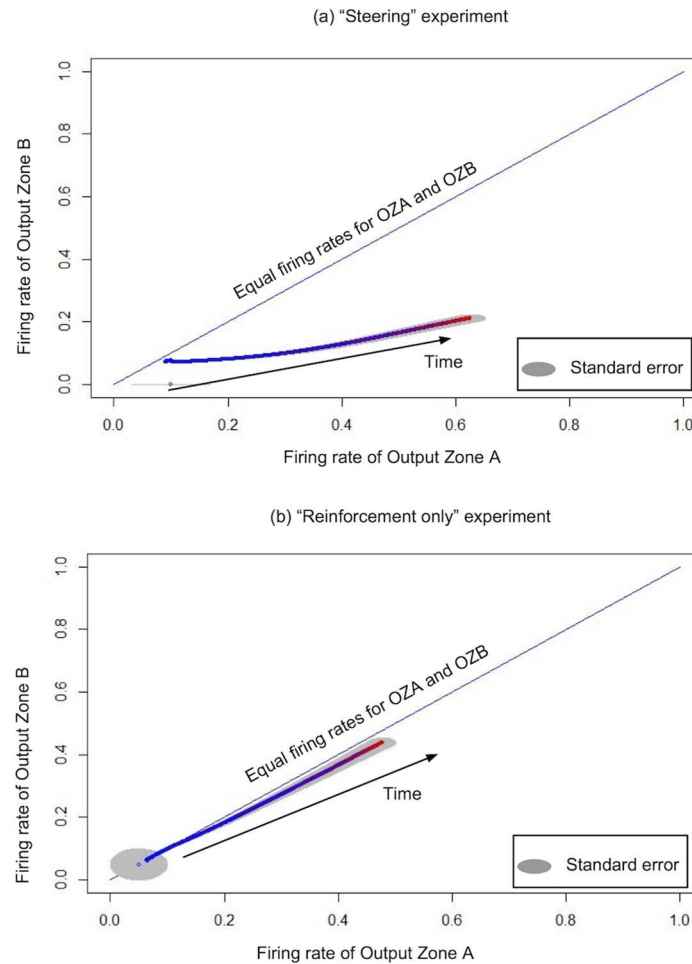 (a) “Steering” experiment
Firing rate of Output Zone B
1.0
0.8
0.6
0.4
0.2
0.0
Equal firing rates for OZA and OZB
Time
Standard error
0.0 0.2 0.4 0.6 0.8 1.0
Firing rate of Output Zone A
(b) “Reinforcement only” experiment
Firing rate of Output Zone B
1.0
0.8
0.6
0.4
0.2
0.0
Equal firing rates for OZA and OZB
Time
Standard error
0.0 0.2 0.4 0.6 0.8 1.0
Firing rate of Output Zone A